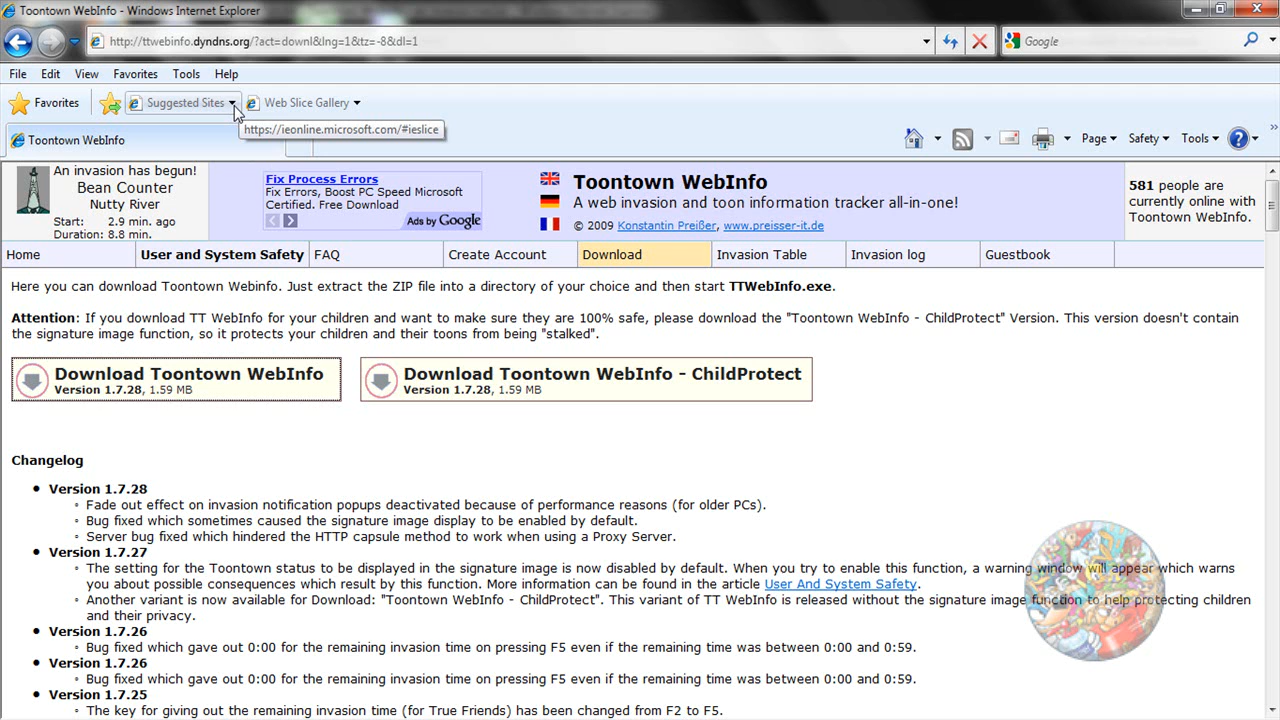 Toontown WebInfo - Windows Internet Explorer
http://ttwebinfo.dyndns.org/?act=downl&lng=1&tz=-8&dl=1
Google
File Edit View Favorites Tools Help
Favorites Suggested Sites Web Slice Gallery
https://ieonline.microsoft.com/#ieslice
Toontown WebInfo
Page Safety Tools
An invasion has begun!
Bean Counter
Nutty River
Start: 2.9 min. ago
Duration: 8.8 min.
Fix Process Errors
Fix Errors, Boost PC Speed Microsoft
Certified. Free Download
Ads by Google
Toontown WebInfo
A web invasion and toon information tracker all-in-one!
© 2009 Konstantin Preißer, www.preisser-it.de
581 people are
currently online with
Toontown WebInfo.
Home User and System Safety FAQ Create Account Download Invasion Table Invasion log Guestbook
Here you can download Toontown Webinfo. Just extract the ZIP file into a directory of your choice and then start TTWebInfo.exe.
Attention: If you download TT WebInfo for your children and want to make sure they are 100% safe, please download the "Toontown WebInfo - ChildProtect" Version. This version doesn't contain
the signature image function, so it protects your children and their toons from being "stalked".
Download Toontown WebInfo
Version 1.7.28, 1.59 MB
Download Toontown WebInfo - ChildProtect
Version 1.7.28, 1.59 MB
Changelog
Version 1.7.28
Fade out effect on invasion notification popups deactivated because of performance reasons (for older PCs).
Bug fixed which sometimes caused the signature image display to be enabled by default.
Server bug fixed which hindered the HTTP capsule method to work when using a Proxy Server.
Version 1.7.27
The setting for the Toontown status to be displayed in the signature image is now disabled by default. When you try to enable this function, a warning window will appear which warns
you about possible consequences which result by this function. More information can be found in the article User And System Safety.
Another variant is now available for Download: "Toontown WebInfo - ChildProtect". This variant of TT WebInfo is released without the signature image function to help protecting children
and their privacy.
Version 1.7.26
Bug fixed which gave out 0:00 for the remaining invasion time on pressing F5 even if the remaining time was between 0:00 and 0:59.
Version 1.7.26
Bug fixed which gave out 0:00 for the remaining invasion time on pressing F5 even if the remaining time was between 0:00 and 0:59.
Version 1.7.25
The key for giving out the remaining invasion time (for True Friends) has been changed from F2 to F5.